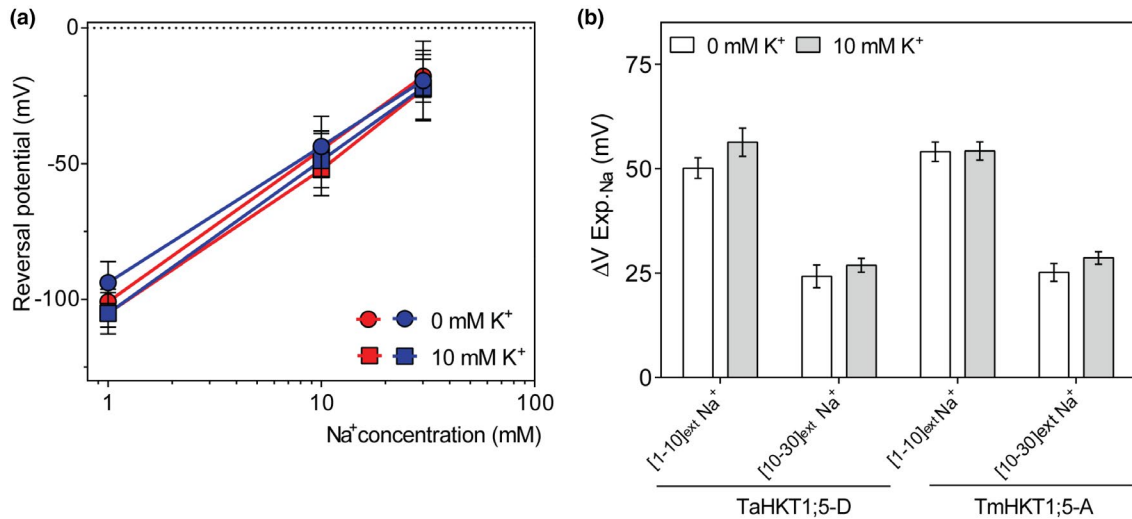 (a)
0
-50
-100
1
10
100
Reversal potential (mV)
Na⁺concentration (mM)
0 mM K⁺
10 mM K⁺
(b)
0 mM K⁺ 10 mM K⁺
75
50
25
0
ΔV Exp.Na (mV)
[1-10]ext Na⁺
[10-30]ext Na⁺
[1-10]ext Na⁺
[10-30]ext Na⁺
TaHKT1;5-D
TmHKT1;5-A